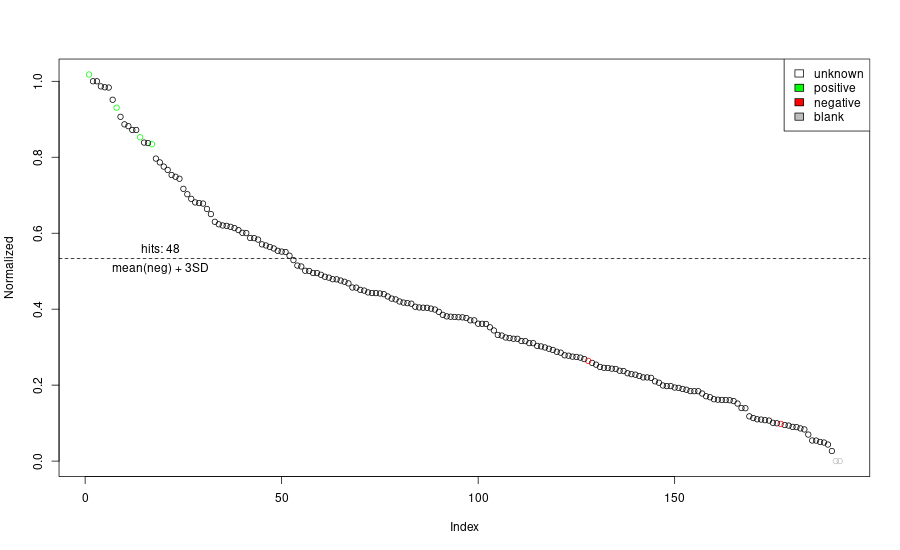 unknown
positive
negative
blank
Normalized
1.0
0.8
0.6
0.4
0.2
0.0
hits: 48
mean(neg) + 3SD
0
50
100
150
Index